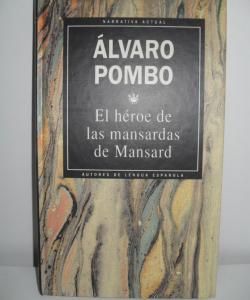 NARRATIVA ACTUAL
ÁLVARO
POMBO
El héroe de
las mansardas
de Mansard
AUTORES DE LENGUA ESPAÑOLA